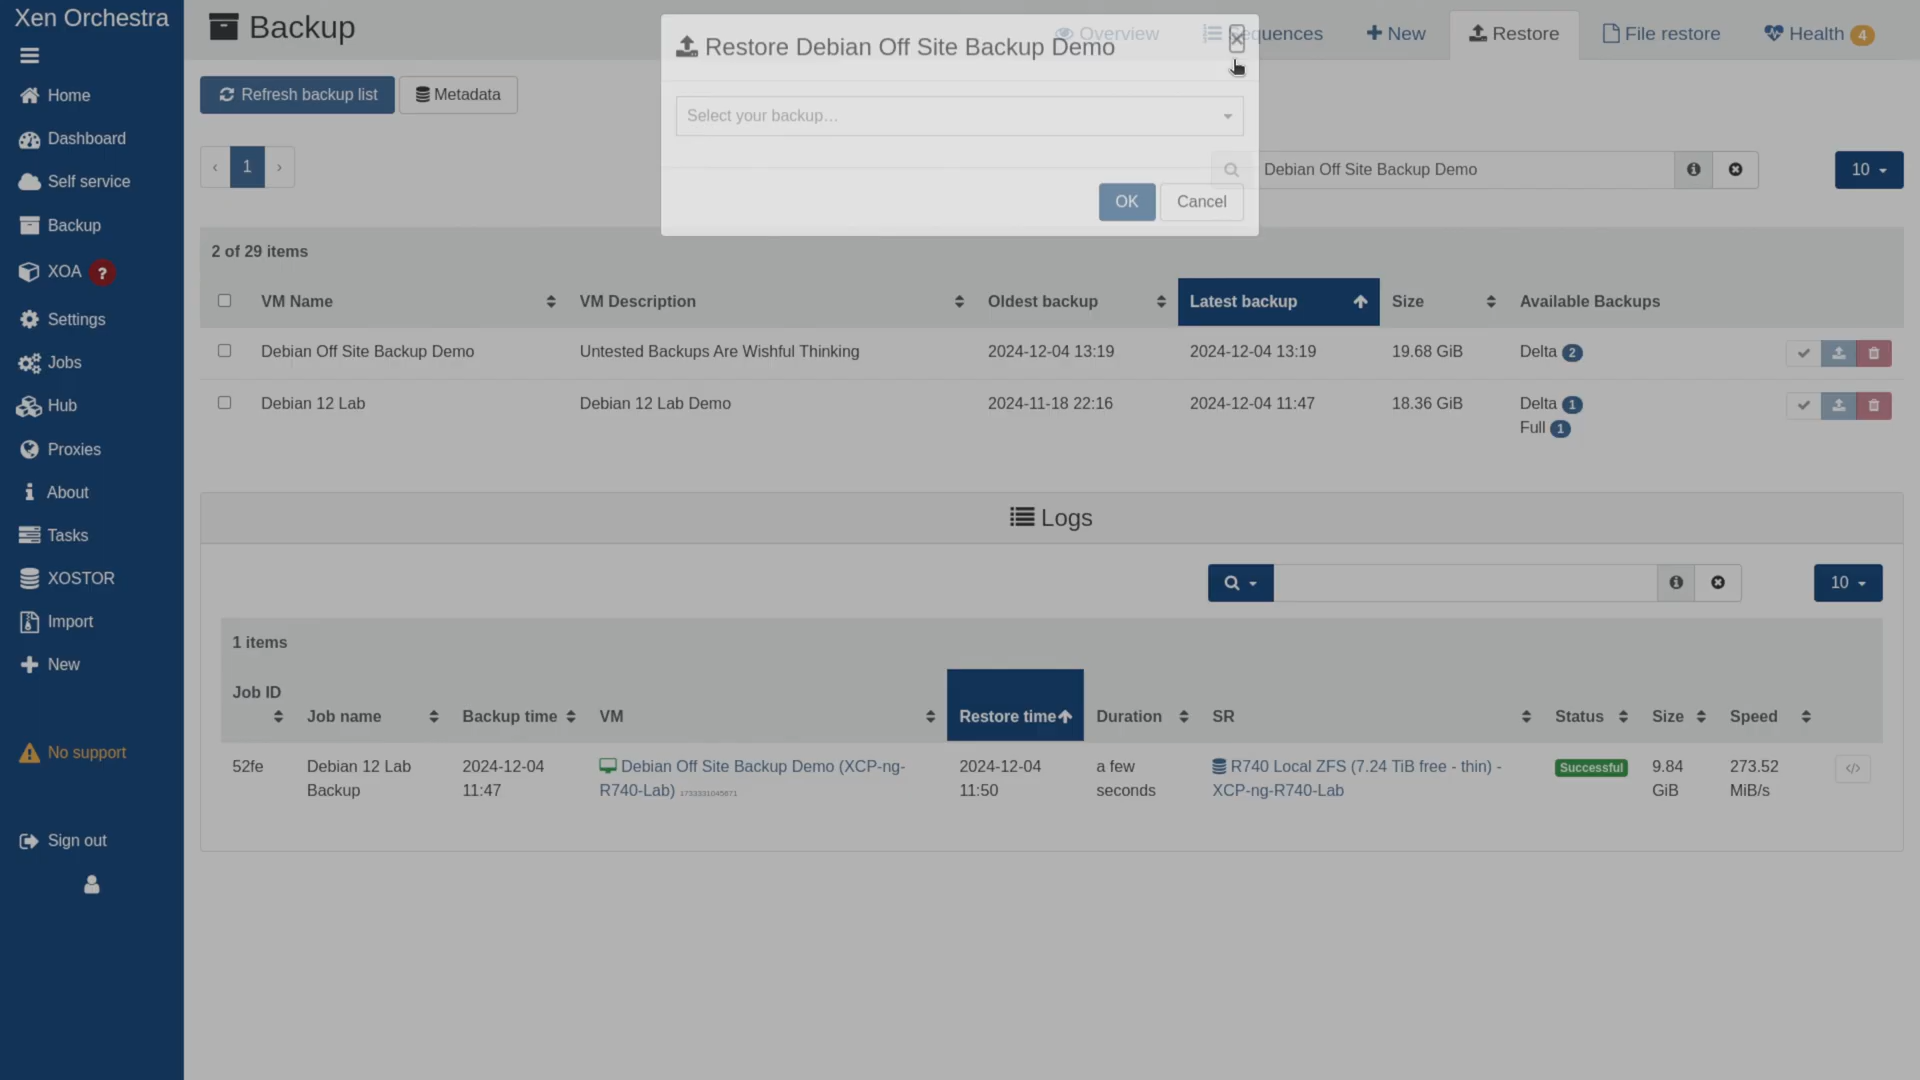 Xen Orchestra
Home
Dashboard
Self service
Backup
XOA ?
Settings
Jobs
Hub
Proxies
About
Tasks
XOSTOR
Import
New
No support
Sign out
Backup
Overview
Sequences
New
Restore
File restore
Health 4
Restore Debian Off Site Backup Demo
Select your backup...
OK
Cancel
Refresh backup list
Metadata
‹ 1 ›
Debian Off Site Backup Demo
10
2 of 29 items
VM Name VM Description Oldest backup Latest backup Size Available Backups
Debian Off Site Backup Demo Untested Backups Are Wishful Thinking 2024-12-04 13:19 2024-12-04 13:19 19.68 GiB Delta 2
Debian 12 Lab Debian 12 Lab Demo 2024-11-18 22:16 2024-12-04 11:47 18.36 GiB Delta 1
Full 1
Logs
10
1 items
Job ID
Job name Backup time VM Restore time Duration SR Status Size Speed
52fe Debian 12 Lab 2024-12-04 Debian Off Site Backup Demo (XCP-ng- 2024-12-04 a few R740 Local ZFS (7.24 TiB free - thin) - Successful 9.84 273.52
Backup 11:47 R740-Lab) 1733331045671 11:50 seconds XCP-ng-R740-Lab GiB MiB/s